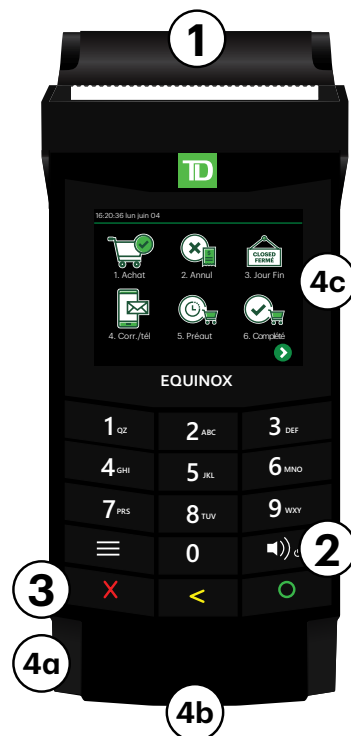 1
TD
16:20:36 lun juin 04
CLOSED
FERMÉ
1. Achat 2. Annul 3. Jour Fin
4c
4. Corr./tél 5. Préaut 6. Complété
EQUINOX
1 QZ 2 ABC 3 DEF
4 GHI 5 JKL 6 MNO
7 PRS 8 TUV 9 WXY
0 2
3 X <
4a
4b